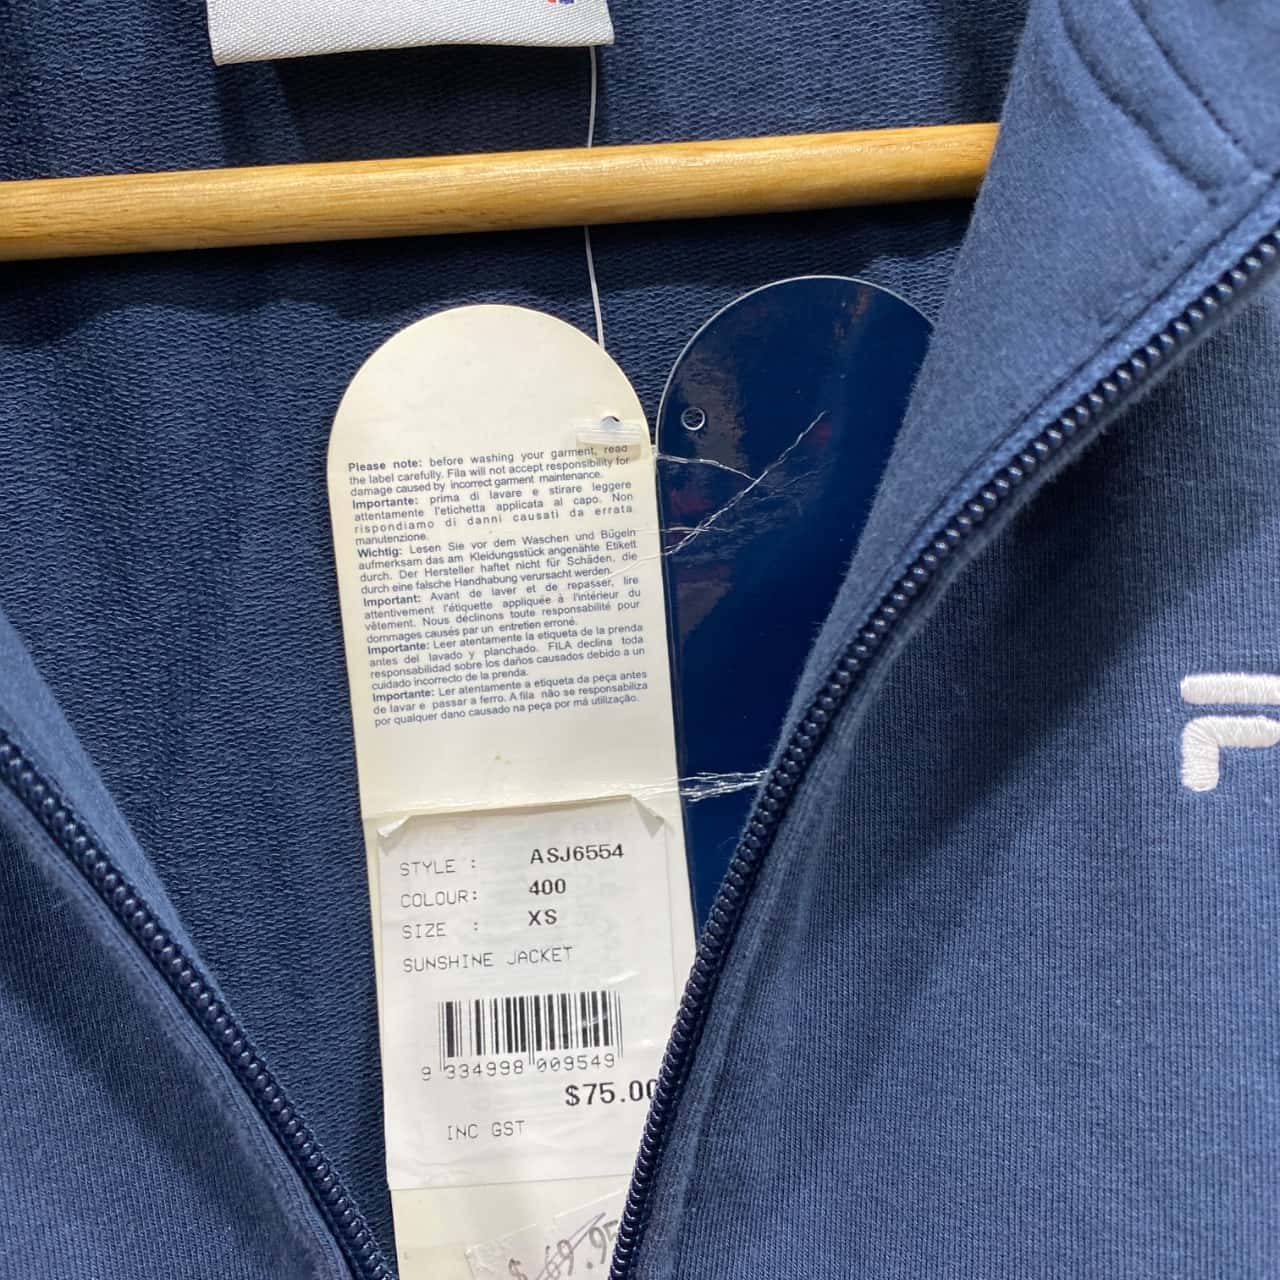 Please note: before washing your garment, read
the label carefully. Fila will not accept responsibility for
damage caused by incorrect garment maintenance.
Importante: prima di lavare e stirare leggere
attentamente l'etichetta applicata al capo. Non
rispondiamo di danni causati da errata
manutenzione.
Wichtig: Lesen Sie vor dem Waschen und Bügeln
aufmerksam das am Kleidungsstück angenähte Etikett
durch. Der Hersteller haftet nicht für Schäden, die
durch eine falsche Handhabung verursacht werden.
Important: Avant de laver et de repasser, lire
attentivement l'étiquette appliquée à l'intérieur du
vêtement. Nous déclinons toute responsabilité pour
dommages causés par un entretien erroné.
Importante: Leer atentamente la etiqueta de la prenda
antes del lavado y planchado. FILA declina toda
responsabilidad sobre los daños causados debido a un
cuidado incorrecto de la prenda.
Importante: Ler atentamente a etiqueta da peça antes
de lavar e passar a ferro. A fila não se responsabiliza
por qualquer dano causado na peça por má utilização.
STYLE : ASJ6554
COLOUR: 400
SIZE : XS
SUNSHINE JACKET
9 334998 009549
$75.00
INC GST
$69.95